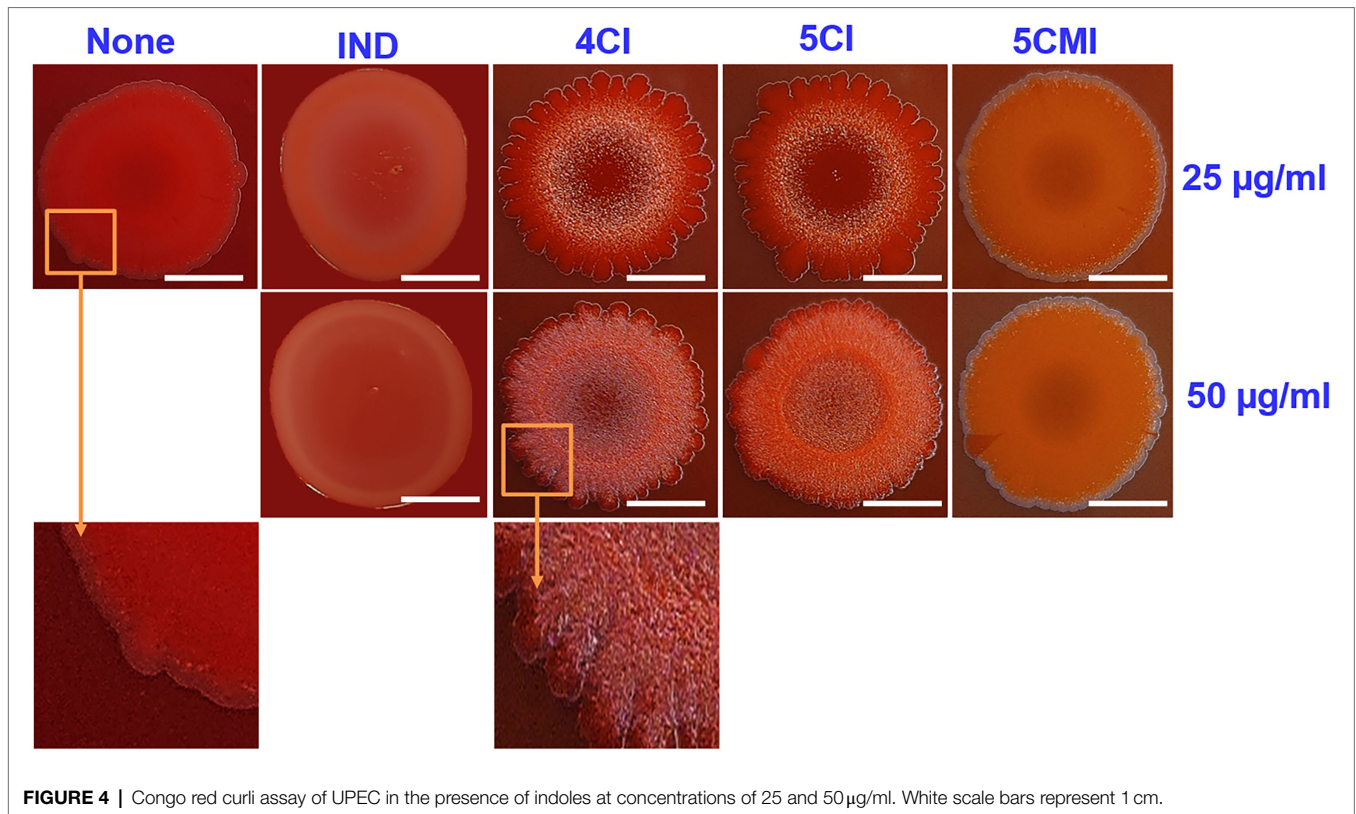 None IND 4CI 5CI 5CMI
25 µg/ml
50 µg/ml
FIGURE 4 | Congo red curli assay of UPEC in the presence of indoles at concentrations of 25 and 50 µg/ml. White scale bars represent 1 cm.